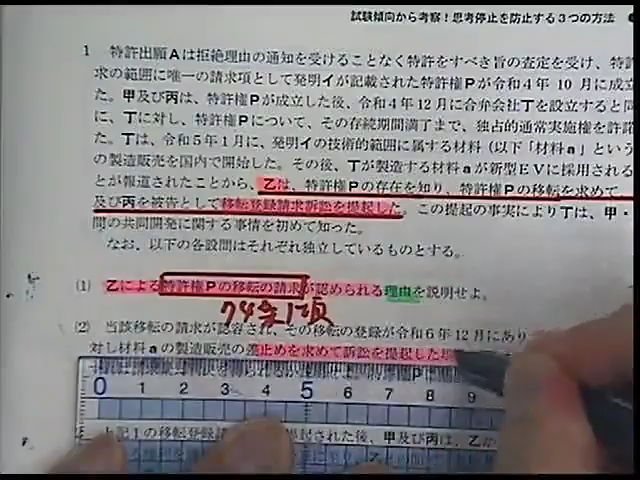 試験傾向から考察！思考停止を防止する３つの方法
1 特許出願Ａは拒絶理由の通知を受けることなく特許をすべき旨の査定を受け、特許
求の範囲に唯一の請求項として発明イが記載された特許権Ｐが令和４年 10 月に成立
た。甲及び丙は、特許権Ｐが成立した後、令和４年12月に合弁会社丁を設立すると同
に、丁に対し、特許権Ｐについて、その存続期間満了まで、独占的通常実施権を許諾
た。丁は、令和５年１月に、発明イの技術的範囲に属する材料（以下「材料ａ」という
の製造販売を国内で開始した。その後、丁が製造する材料ａが新型ＥＶに採用される
とが報道されたことから、乙は、特許権Ｐの存在を知り、特許権Ｐの移転を求めて
及び丙を被告として移転登録請求訴訟を提起した。この提起の事実により丁は、甲・
間の共同開発に関する事情を初めて知った。
なお、以下の各設問はそれぞれ独立しているものとする。
(1) 乙による特許権Ｐの移転の請求が認められる理由を説明せよ。
74条1項
(2) 当該移転の請求が認容され、その移転の登録が令和６年 12 月にあり
対し材料ａの製造販売の差止めを求めて訴訟を提起した
0 1 2 3 4 5 6 7 8 9
上記１の移転登録請
された後、甲及び丙は、乙か